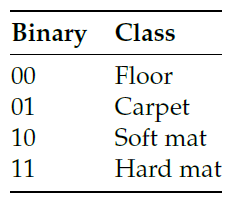 Binary Class
00 Floor
01 Carpet
10 Soft mat
11 Hard mat